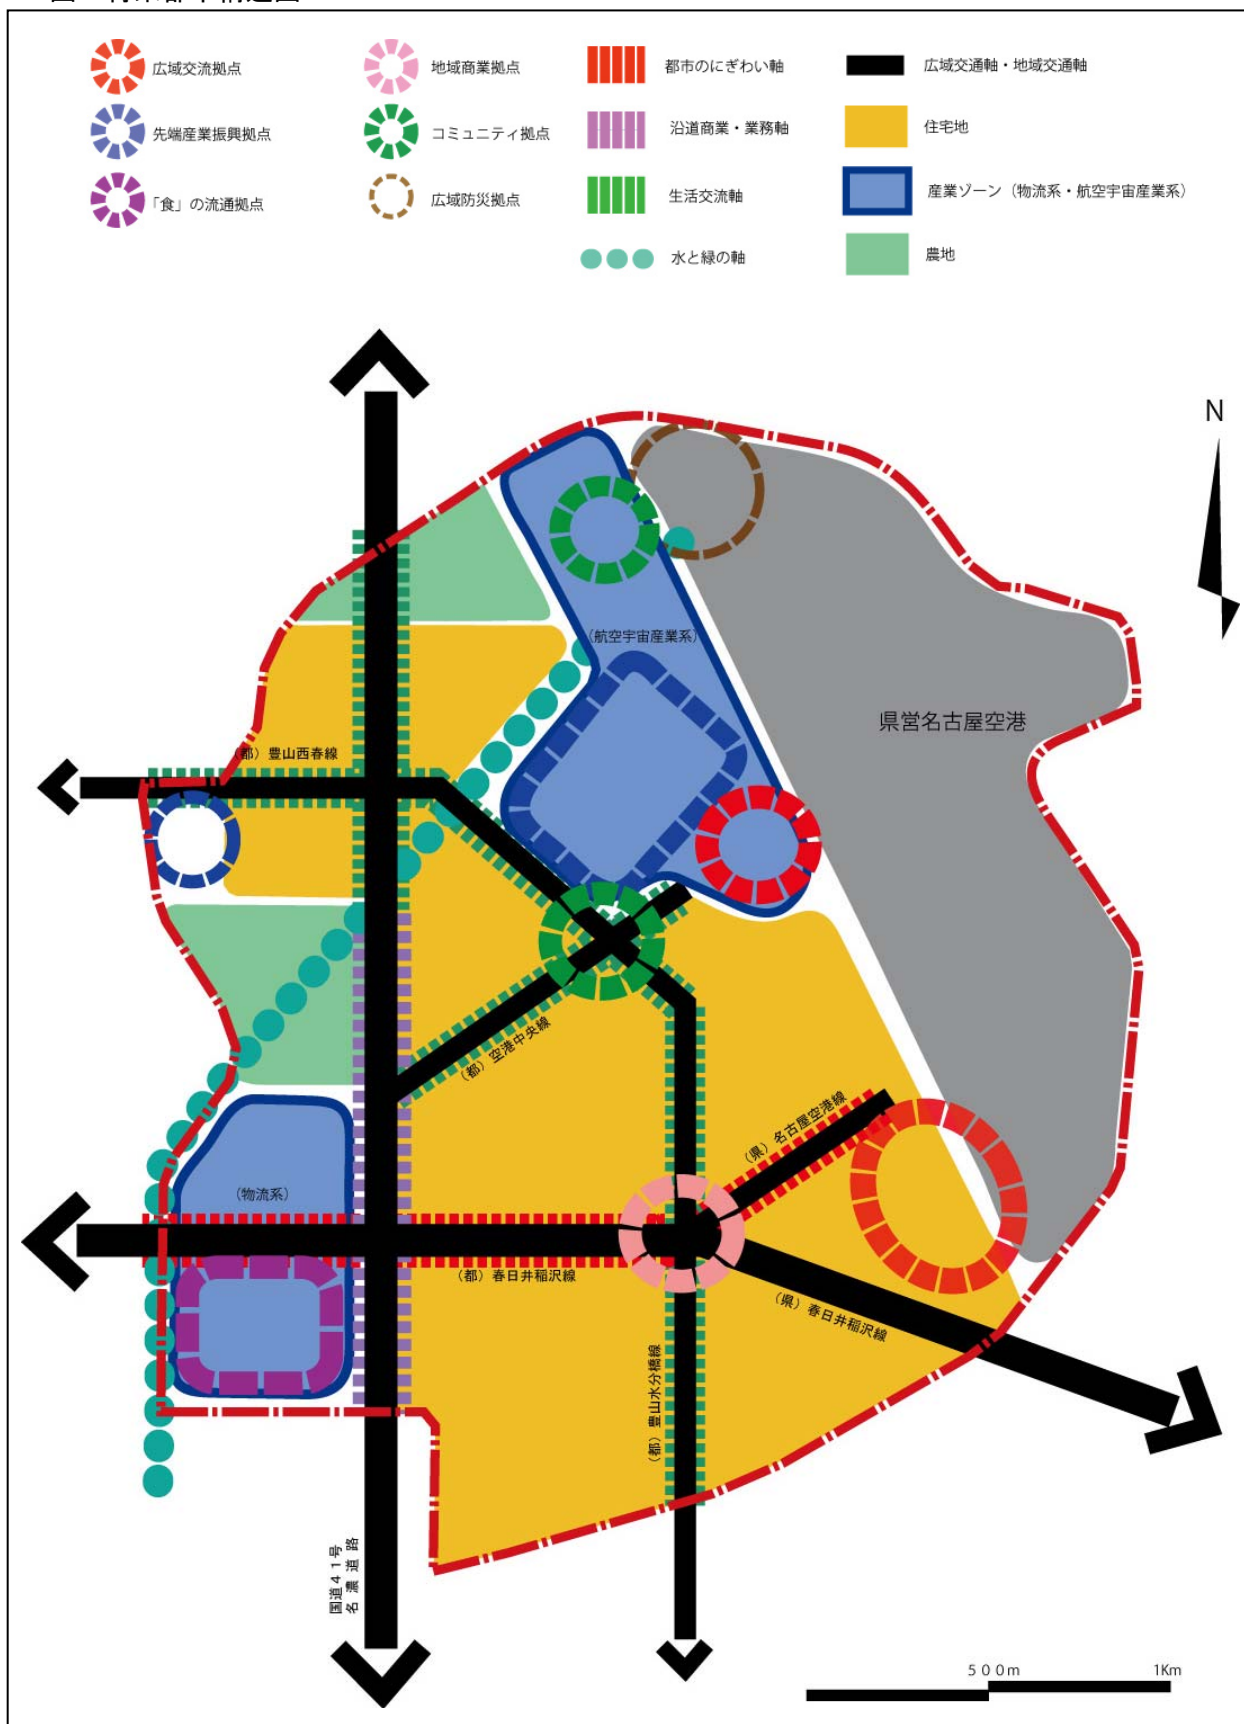 広域交流拠点
地域商業拠点
都市のにぎわい軸
広域交通軸・地域交通軸
先端産業振興拠点
コミュニティ拠点
沿道商業・業務軸
住宅地
「食」の流通拠点
広域防災拠点
生活交流軸
産業ゾーン（物流系・航空宇宙産業系）
水と緑の軸
農地
N
（航空宇宙産業系）
県営名古屋空港
（都）豊山西春線
（都）空港中央線
（県）名古屋空港線
（物流系）
（都）春日井稲沢線
（県）春日井稲沢線
（都）豊山水分橋線
国道41号
名濃道路
500m
1Km